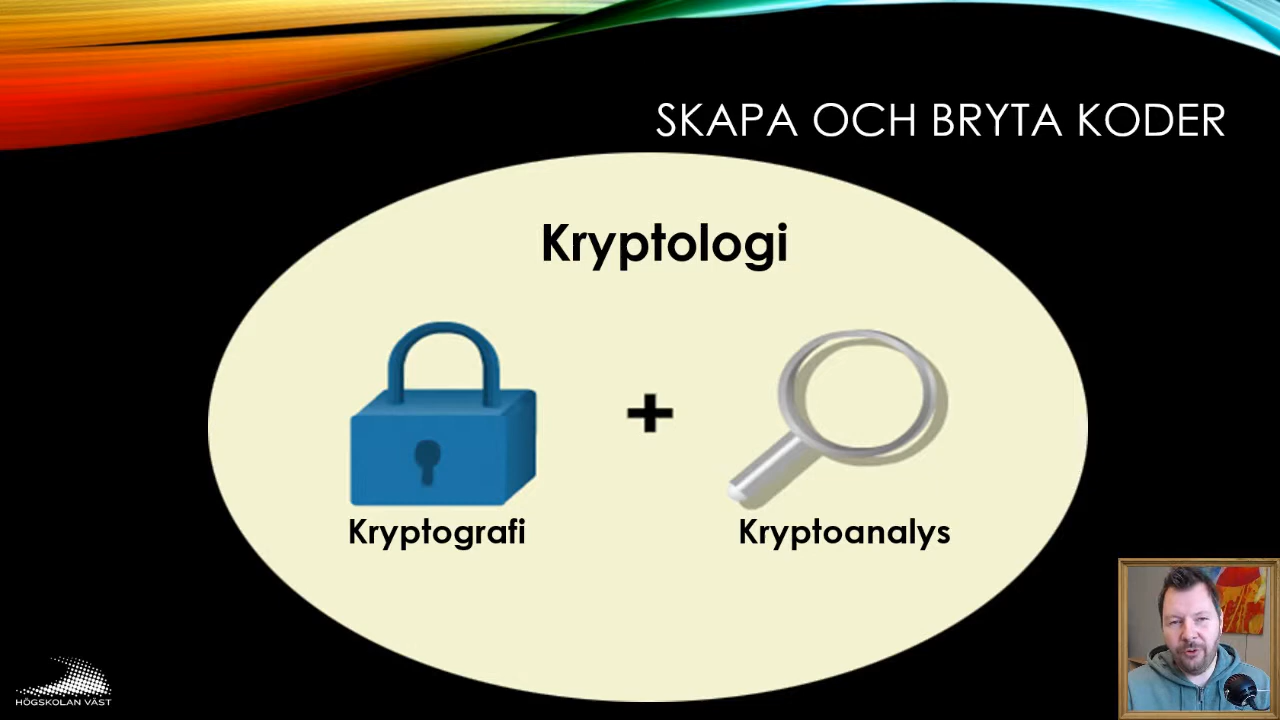 SKAPA OCH BRYTA KODER
Kryptologi
+
Kryptografi
Kryptoanalys
HÖGSKOLAN VÄST